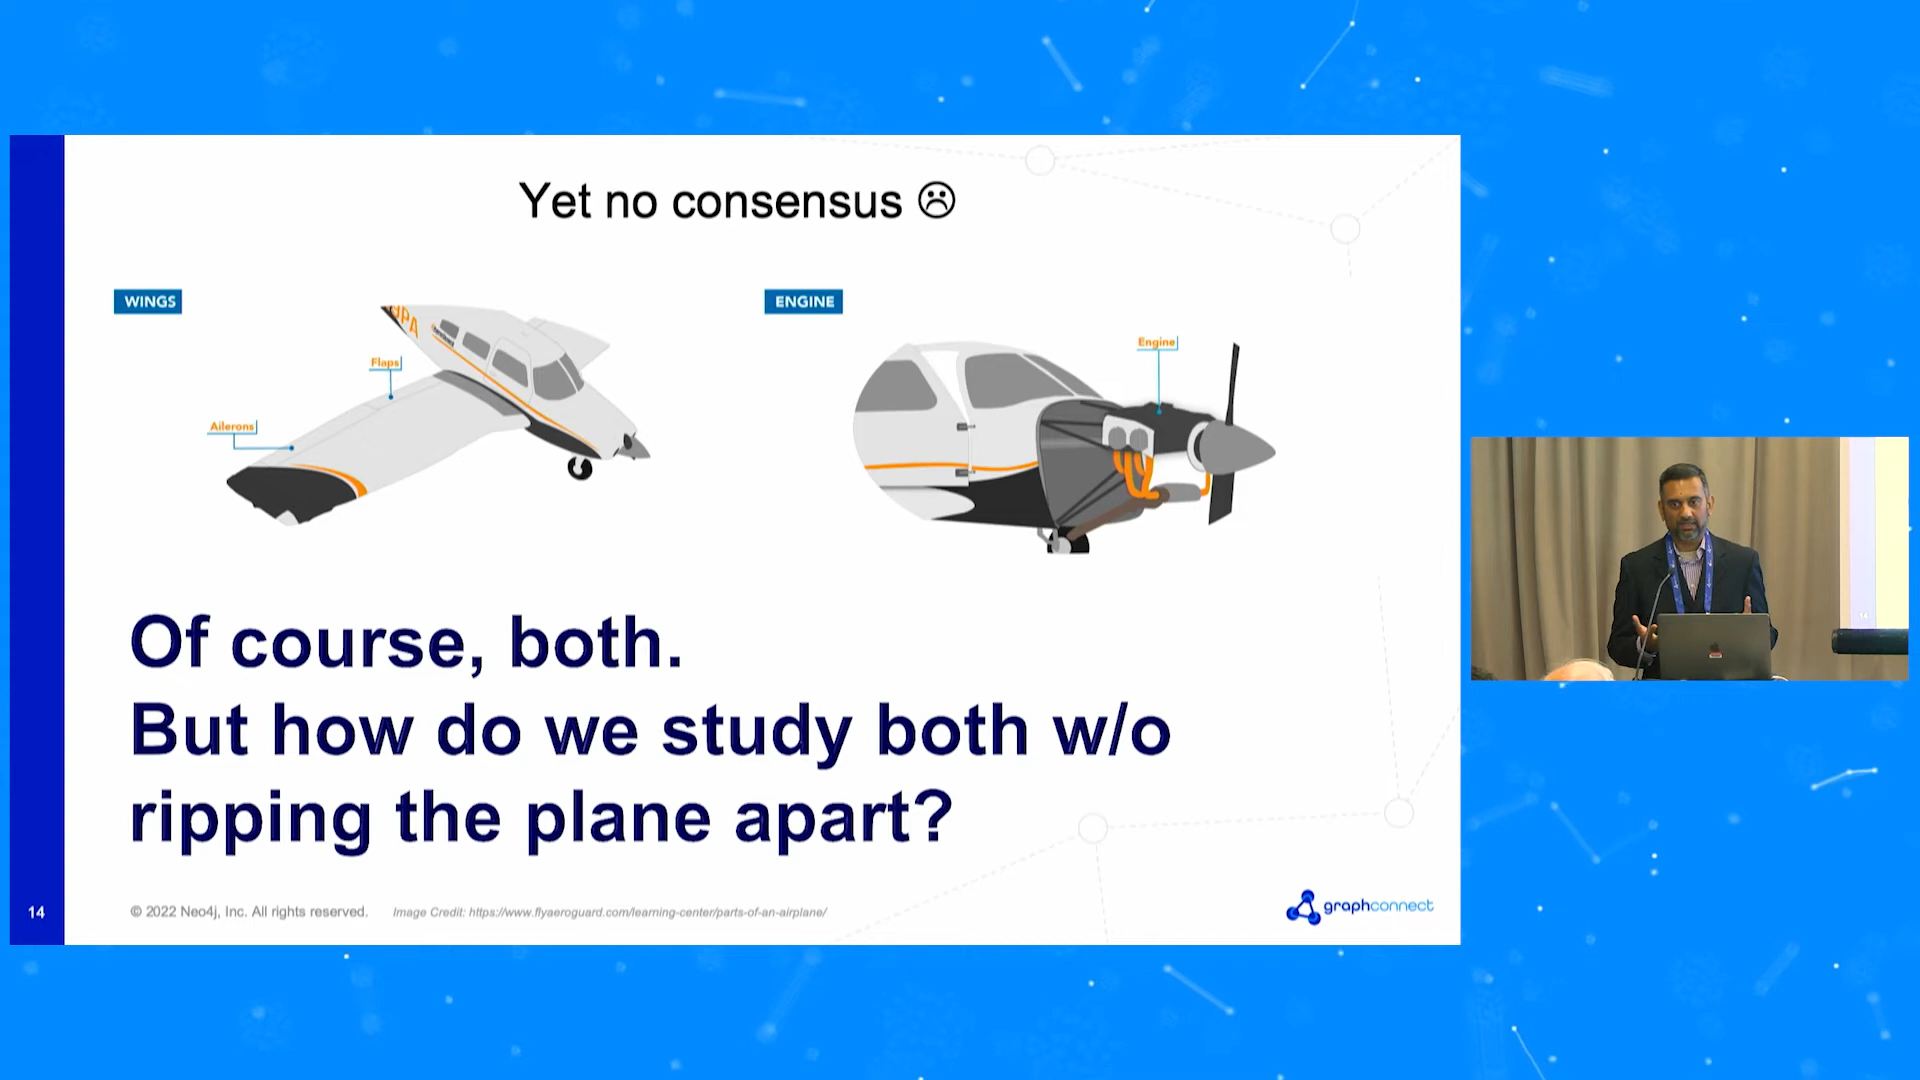 Yet no consensus ☹
WINGS
ENGINE
Flaps
Ailerons
Engine
Of course, both.
But how do we study both w/o
ripping the plane apart?
14
© 2022 Neo4j, Inc. All rights reserved.
Image Credit: https://www.flyaeroguard.com/learning-center/parts-of-an-airplane/
graphconnect